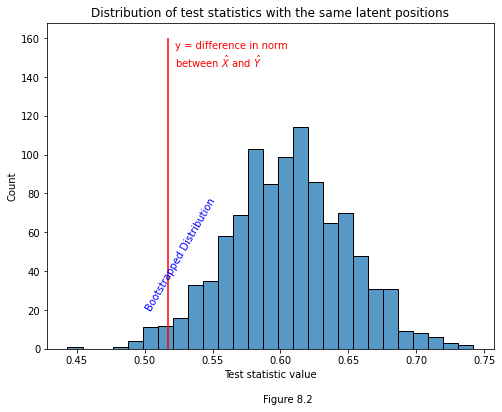 Distribution of test statistics with the same latent positions
160
140
120
100
80
60
40
20
0
Count
y = difference in norm
between X̂ and Ŷ
Bootstrapped Distribution
0.45 0.50 0.55 0.60 0.65 0.70 0.75
Test statistic value
Figure 8.2